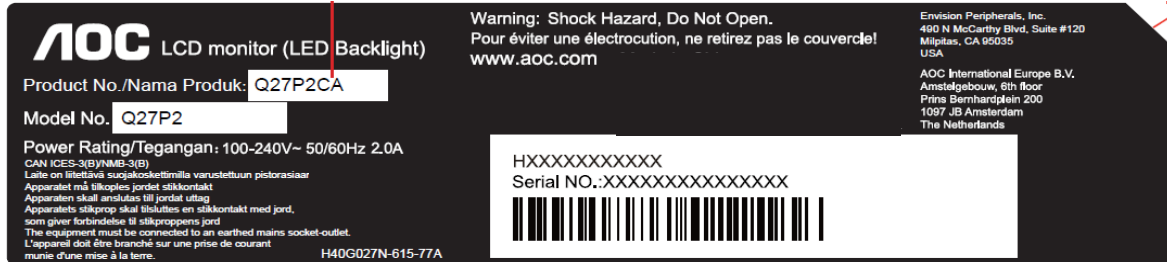 AOC LCD monitor (LED Backlight)
Product No./Nama Produk: Q27P2CA
Model No. Q27P2
Power Rating/Tegangan: 100-240V~ 50/60Hz 2.0A
CAN ICES-3(B)/NMB-3(B)
Laite on liitettävä suojakoskettimilla varustettuun pistorasiaar
Apparatet må tilkoples jordet stikkontakt
Apparaten skall anslutas till jordat uttag
Apparatets stikprop skal tilsluttes en stikkontakt med jord,
som giver forbindelse til stikproppens jord
The equipment must be connected to an earthed mains socket-outlet.
L'appareil doit être branché sur une prise de courant
munie d'une mise à la terre.
H40G027N-615-77A
Warning: Shock Hazard, Do Not Open.
Pour éviter une électrocution, ne retirez pas le couvercle!
www.aoc.com
HXXXXXXXXXXX
Serial NO.:XXXXXXXXXXXXXXX
Envision Peripherals, Inc.
490 N McCarthy Blvd, Suite #120
Milpitas, CA 95035
USA
AOC International Europe B.V.
Amstelgebouw, 6th floor
Prins Bernhardplein 200
1097 JB Amsterdam
The Netherlands